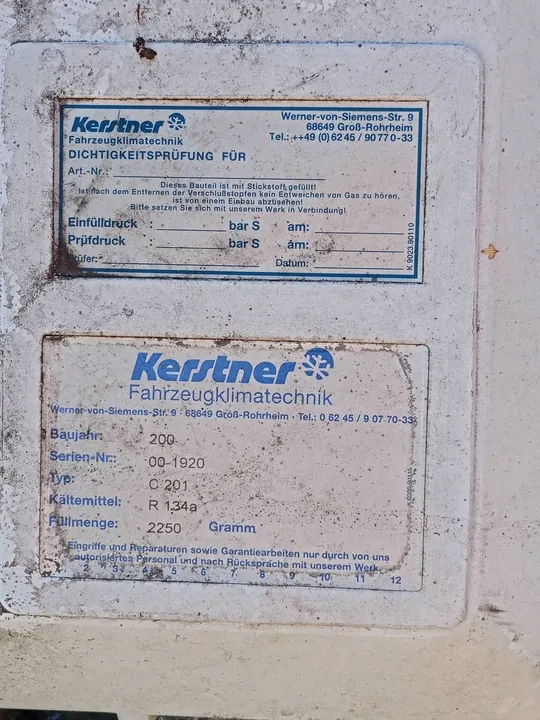 Kerstner
Fahrzeugklimatechnik
Werner-von-Siemens-Str. 9
68649 Groß-Rohrheim
Tel.: ++49 (0) 62 45 / 90 77 0-33
DICHTIGKEITSPRÜFUNG FÜR
Art.-Nr.:
Dieses Bauteil ist mit Stickstoff gefüllt!
Ist nach dem Entfernen der Verschlußstopfen kein Entweichen von Gas zu hören,
ist von einem Einbau abzusehen!
Bitte setzen Sie sich mit unserem Werk in Verbindung!
Einfülldruck : bar S am:
Prüfdruck : bar S am:
Prüfer: Datum:
K 9023.90110
Kerstner
Fahrzeugklimatechnik
Werner-von-Siemens-Str. 9 · 68649 Groß-Rohrheim · Tel.: 0 62 45 / 9 07 70-33
Baujahr: 200
Serien-Nr.: 00-1920
Typ: C 201
Kältemittel: R 134a
Füllmenge: 2250 Gramm
Eingriffe und Reparaturen sowie Garantiearbeiten nur durch von uns
autorisiertes Personal und nach Rücksprache mit unserem Werk.
2 3 4 5 6 7 8 9 10 11 12